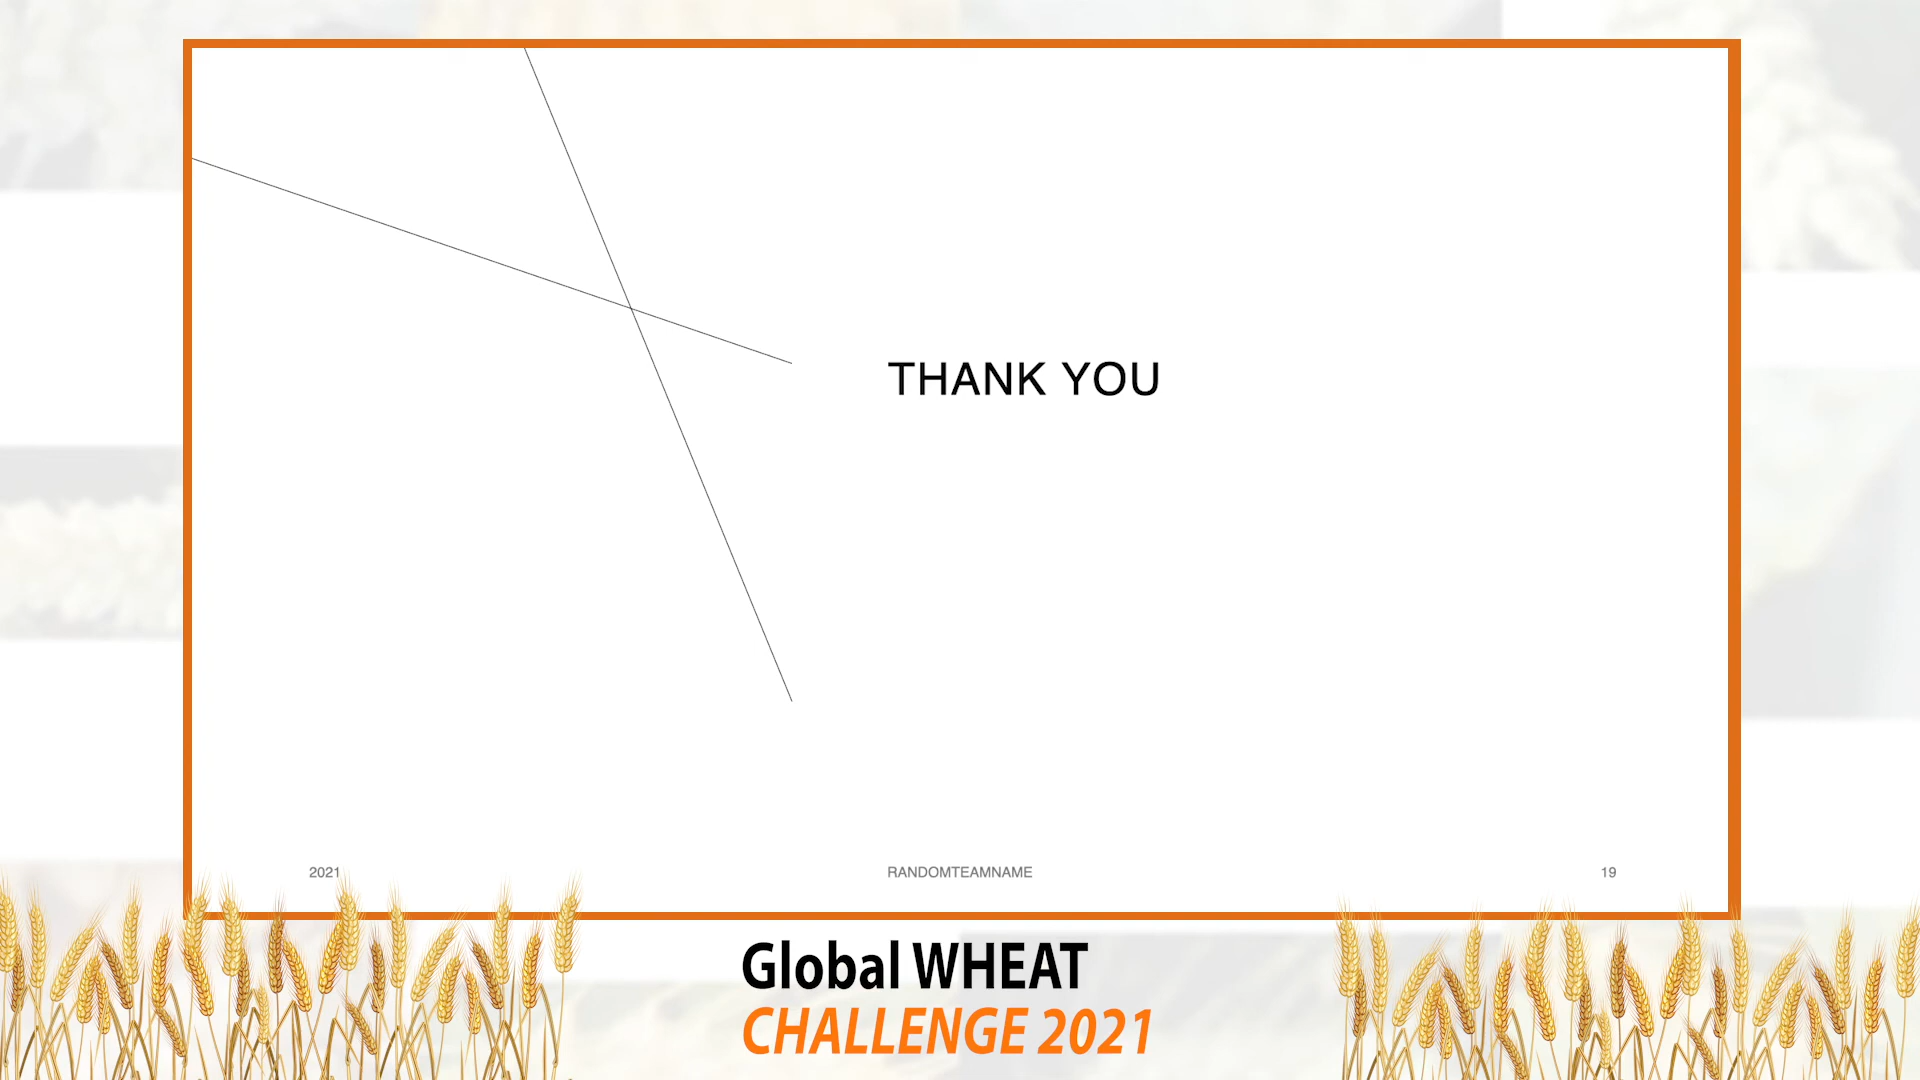 THANK YOU
2021
RANDOMTEAMNAME
19
Global WHEAT
CHALLENGE 2021